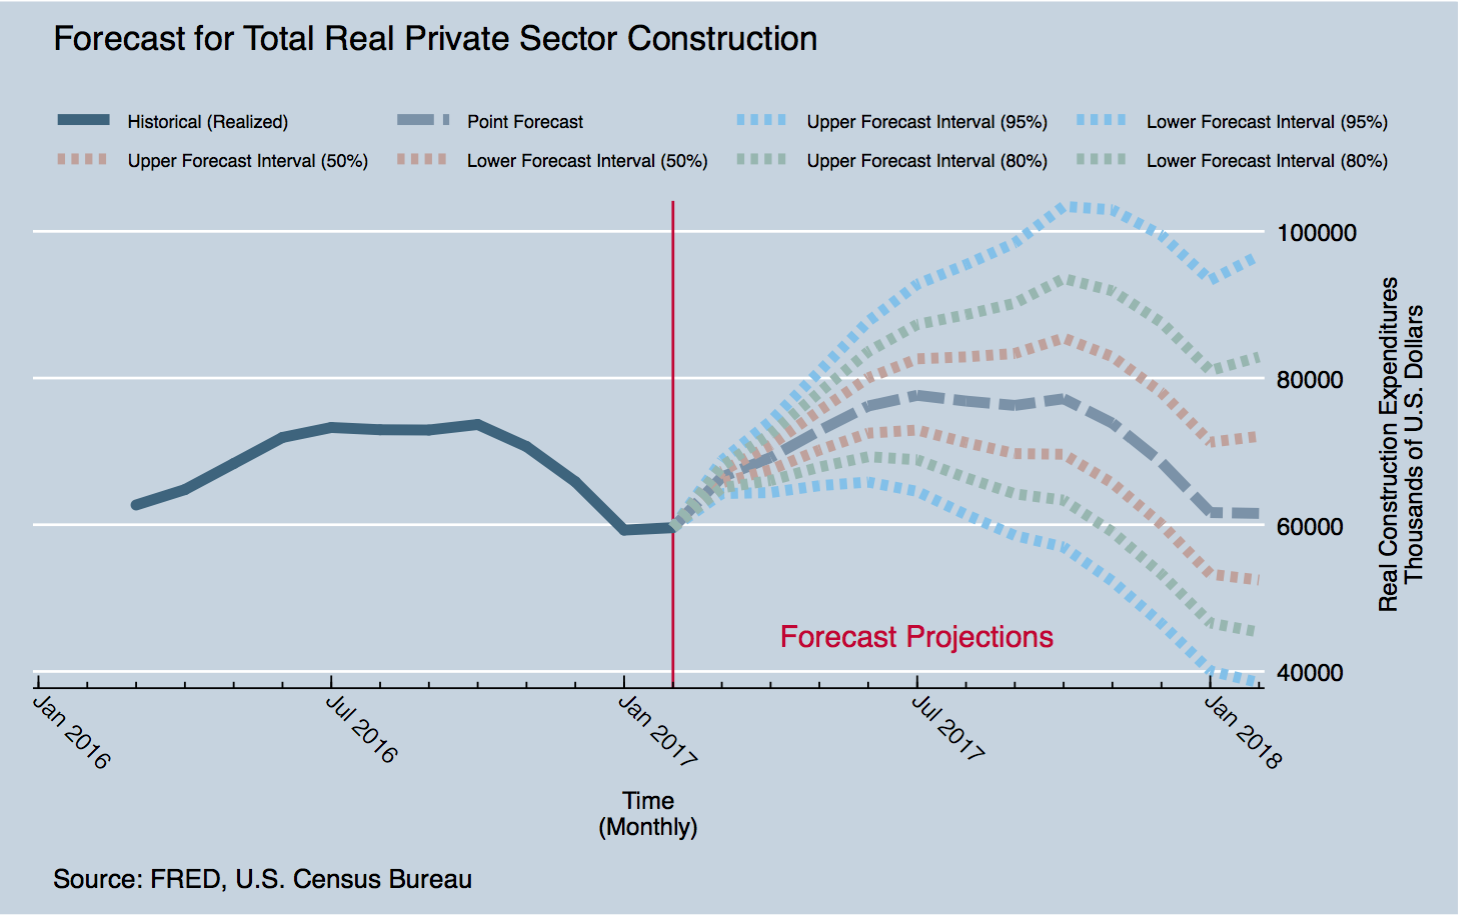 Forecast for Total Real Private Sector Construction
Historical (Realized)
Point Forecast
Upper Forecast Interval (95%)
Lower Forecast Interval (95%)
Upper Forecast Interval (50%)
Lower Forecast Interval (50%)
Upper Forecast Interval (80%)
Lower Forecast Interval (80%)
100000
80000
60000
40000
Real Construction Expenditures
Thousands of U.S. Dollars
Forecast Projections
Jan 2016
Jul 2016
Jan 2017
Jul 2017
Jan 2018
Time
(Monthly)
Source: FRED, U.S. Census Bureau